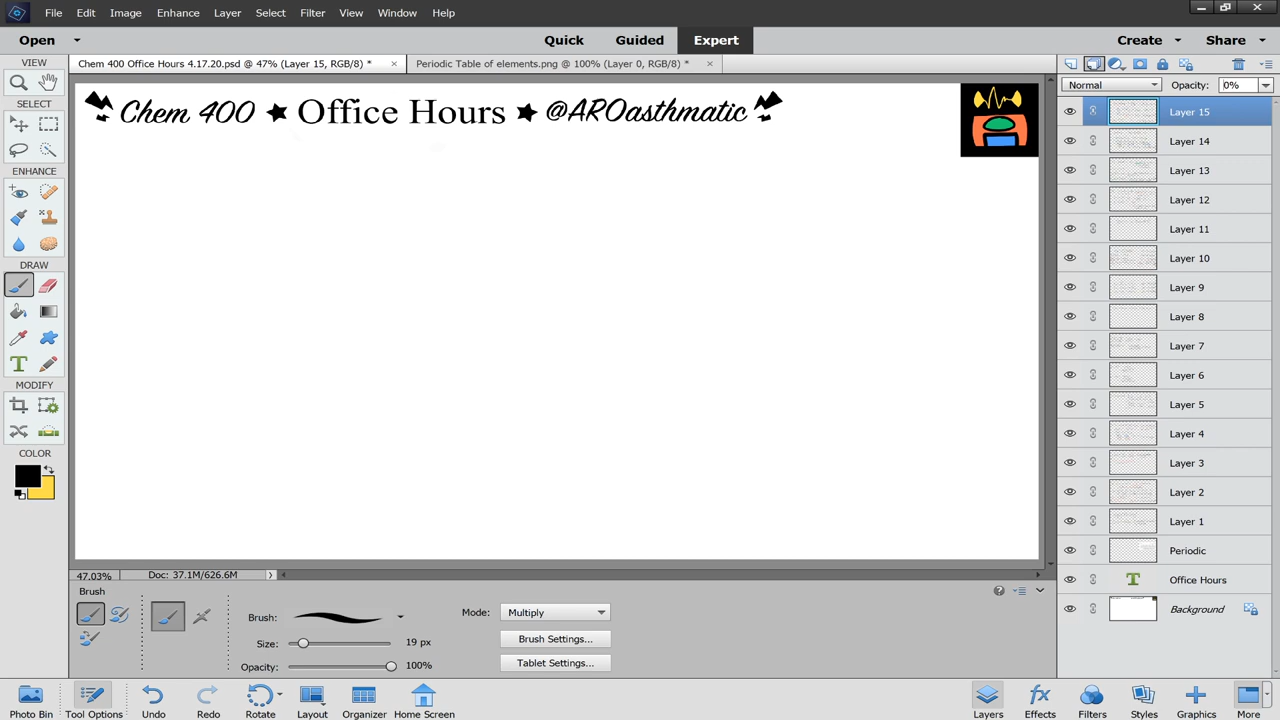 File Edit Image Enhance Layer Select Filter View Window Help
Open Quick Guided Expert Create Share
VIEW Chem 400 Office Hours 4.17.20.psd @ 47% (Layer 15, RGB/8) * Periodic Table of elements.png @ 100% (Layer 0, RGB/8) *
Normal Opacity: 0%
Chem 400 Office Hours @AROasthmatic
SELECT
ENHANCE
DRAW
MODIFY
COLOR
Layer 15
Layer 14
Layer 13
Layer 12
Layer 11
Layer 10
Layer 9
Layer 8
Layer 7
Layer 6
Layer 5
Layer 4
Layer 3
Layer 2
Layer 1
Periodic
Office Hours
Background
47.03% Doc: 37.1M/626.6M
Brush
Brush: Mode: Multiply
Size: 19 px Brush Settings...
Opacity: 100% Tablet Settings...
Photo Bin Tool Options Undo Redo Rotate Layout Organizer Home Screen Layers Effects Filters Styles Graphics More